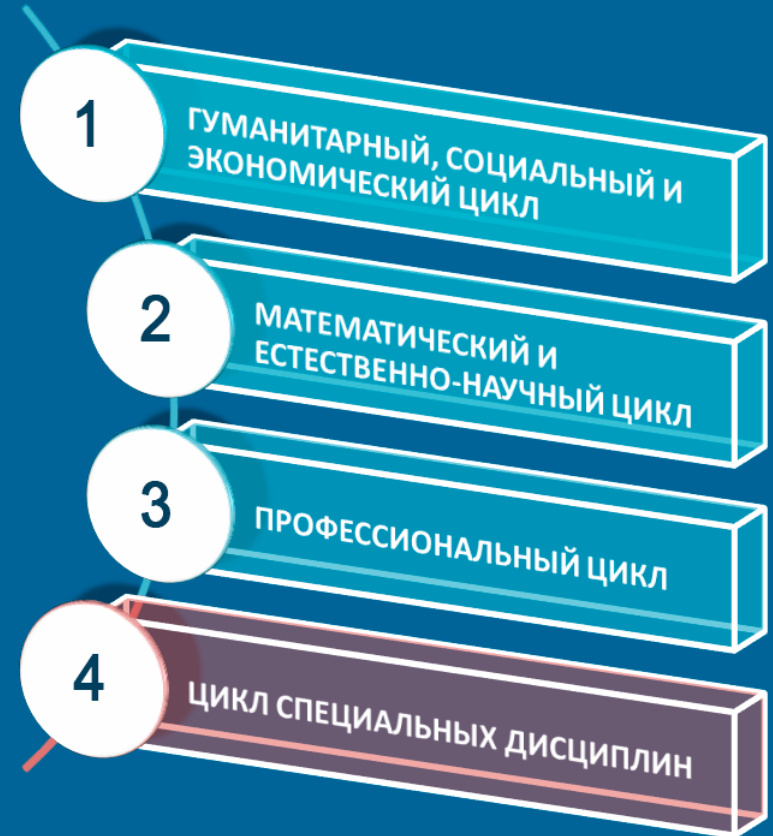 1
ГУМАНИТАРНЫЙ, СОЦИАЛЬНЫЙ И
ЭКОНОМИЧЕСКИЙ ЦИКЛ
2
МАТЕМАТИЧЕСКИЙ И
ЕСТЕСТВЕННО-НАУЧНЫЙ ЦИКЛ
3
ПРОФЕССИОНАЛЬНЫЙ ЦИКЛ
4
ЦИКЛ СПЕЦИАЛЬНЫХ ДИСЦИПЛИН